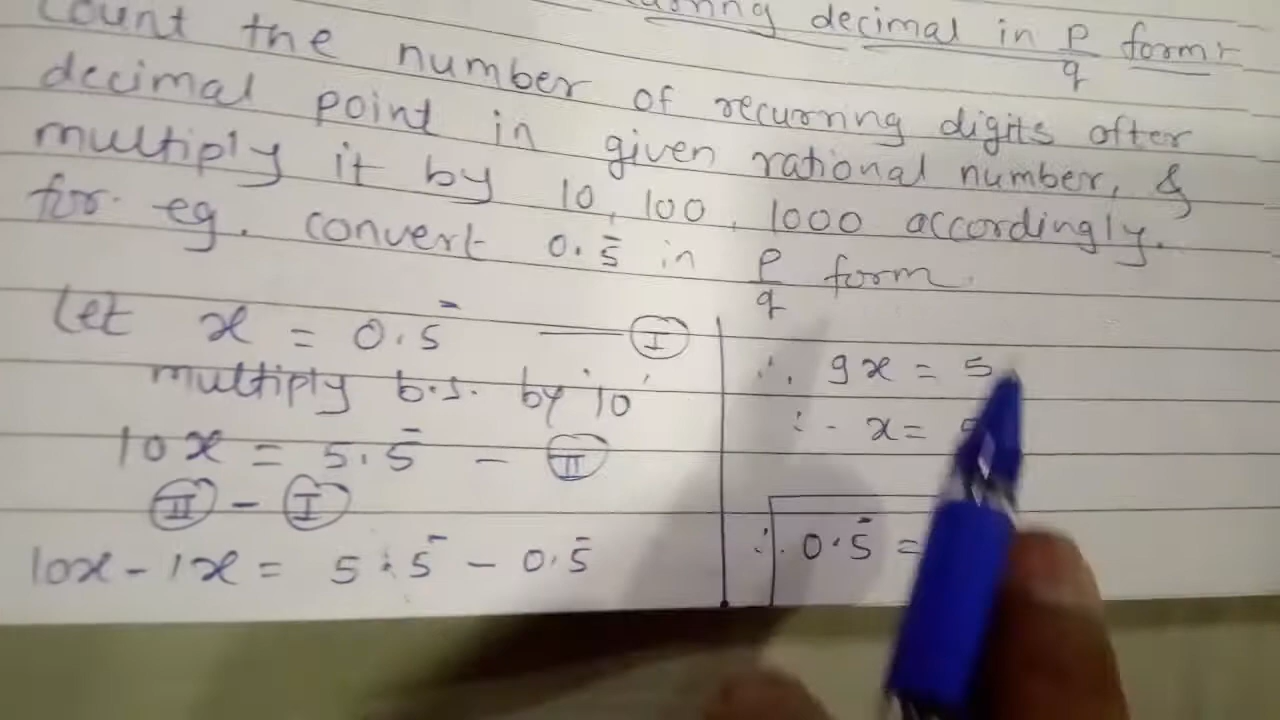 decimal in p/q form:-
Count the number of recurring digits after
decimal point in given rational number, &
multiply it by 10, 100, 1000 accordingly.
for. eg. convert 0.5̅ in p/q form.
Let x = 0.5̅ — I
multiply b.s. by '10'
10x = 5.5̅ - II
II - I
10x - 1x = 5.5̅ - 0.5̅
∴ 9x = 5
∴ x =
∴ 0.5̅ =